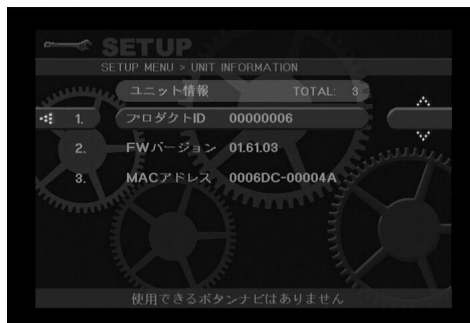 SETUP
SETUP MENU > UNIT INFORMATION
ユニット情報 TOTAL: 3
1. プロダクトID 00000006
2. FWバージョン 01.61.03
3. MACアドレス 0006DC-00004A
使用できるボタンナビはありません